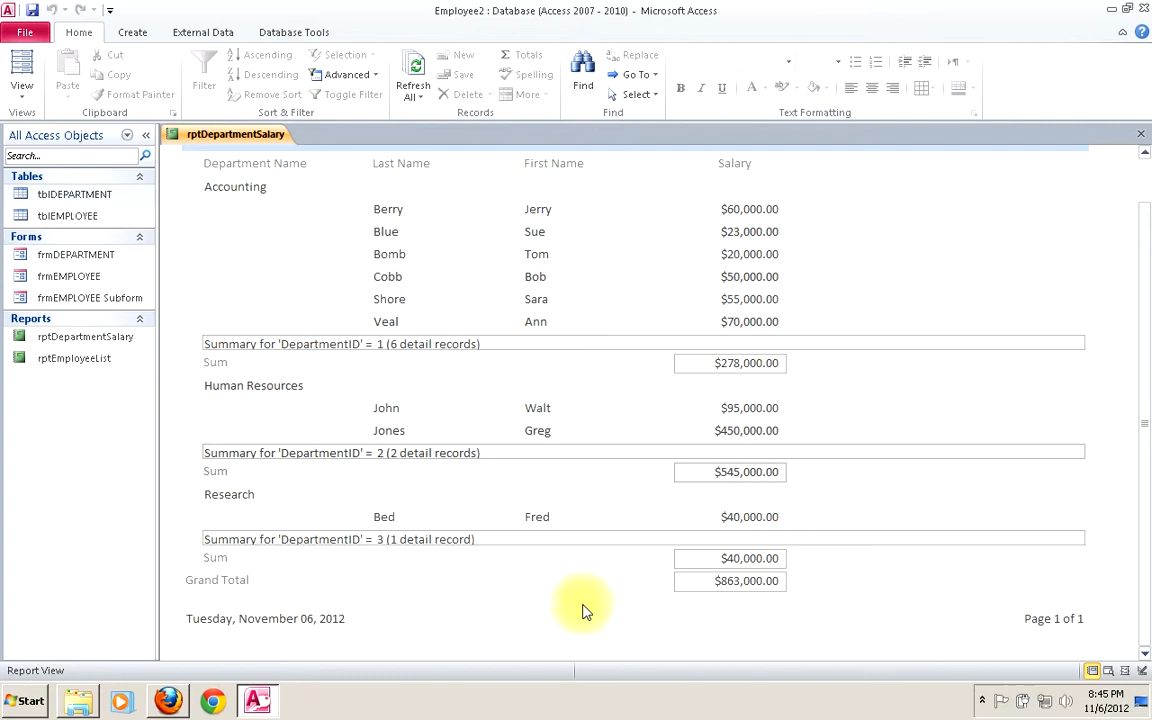 Employee2 : Database (Access 2007 - 2010) - Microsoft Access
File Home Create External Data Database Tools
View
Views
Paste
Cut
Copy
Format Painter
Clipboard
Filter
Ascending
Descending
Remove Sort
Selection
Advanced
Toggle Filter
Sort & Filter
Refresh All
New
Save
Delete
Totals
Spelling
More
Records
Find
Replace
Go To
Select
Find
B I U A ab
Text Formatting
All Access Objects
Search...
Tables
tblDEPARTMENT
tblEMPLOYEE
Forms
frmDEPARTMENT
frmEMPLOYEE
frmEMPLOYEE Subform
Reports
rptDepartmentSalary
rptEmployeeList
rptDepartmentSalary
Department Name Last Name First Name Salary
Accounting
Berry Jerry $60,000.00
Blue Sue $23,000.00
Bomb Tom $20,000.00
Cobb Bob $50,000.00
Shore Sara $55,000.00
Veal Ann $70,000.00
Summary for 'DepartmentID' = 1 (6 detail records)
Sum $278,000.00
Human Resources
John Walt $95,000.00
Jones Greg $450,000.00
Summary for 'DepartmentID' = 2 (2 detail records)
Sum $545,000.00
Research
Bed Fred $40,000.00
Summary for 'DepartmentID' = 3 (1 detail record)
Sum $40,000.00
Grand Total $863,000.00
Tuesday, November 06, 2012 Page 1 of 1
Report View
Start
8:45 PM
11/6/2012